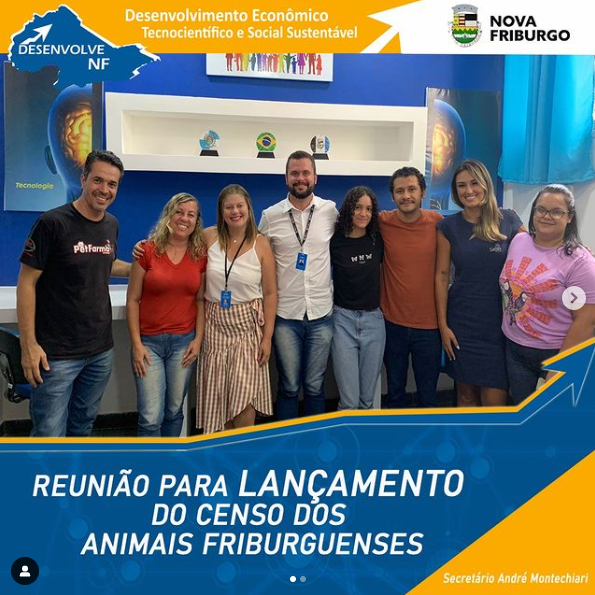 Desenvolvimento Econômico
Tecnocientífico e Social Sustentável
DESENVOLVE
NF
NOVA
FRIBURGO
Tecnologia
PetFarma
REUNIÃO PARA LANÇAMENTO
DO CENSO DOS
ANIMAIS FRIBURGUENSES
Secretário André Montechiari